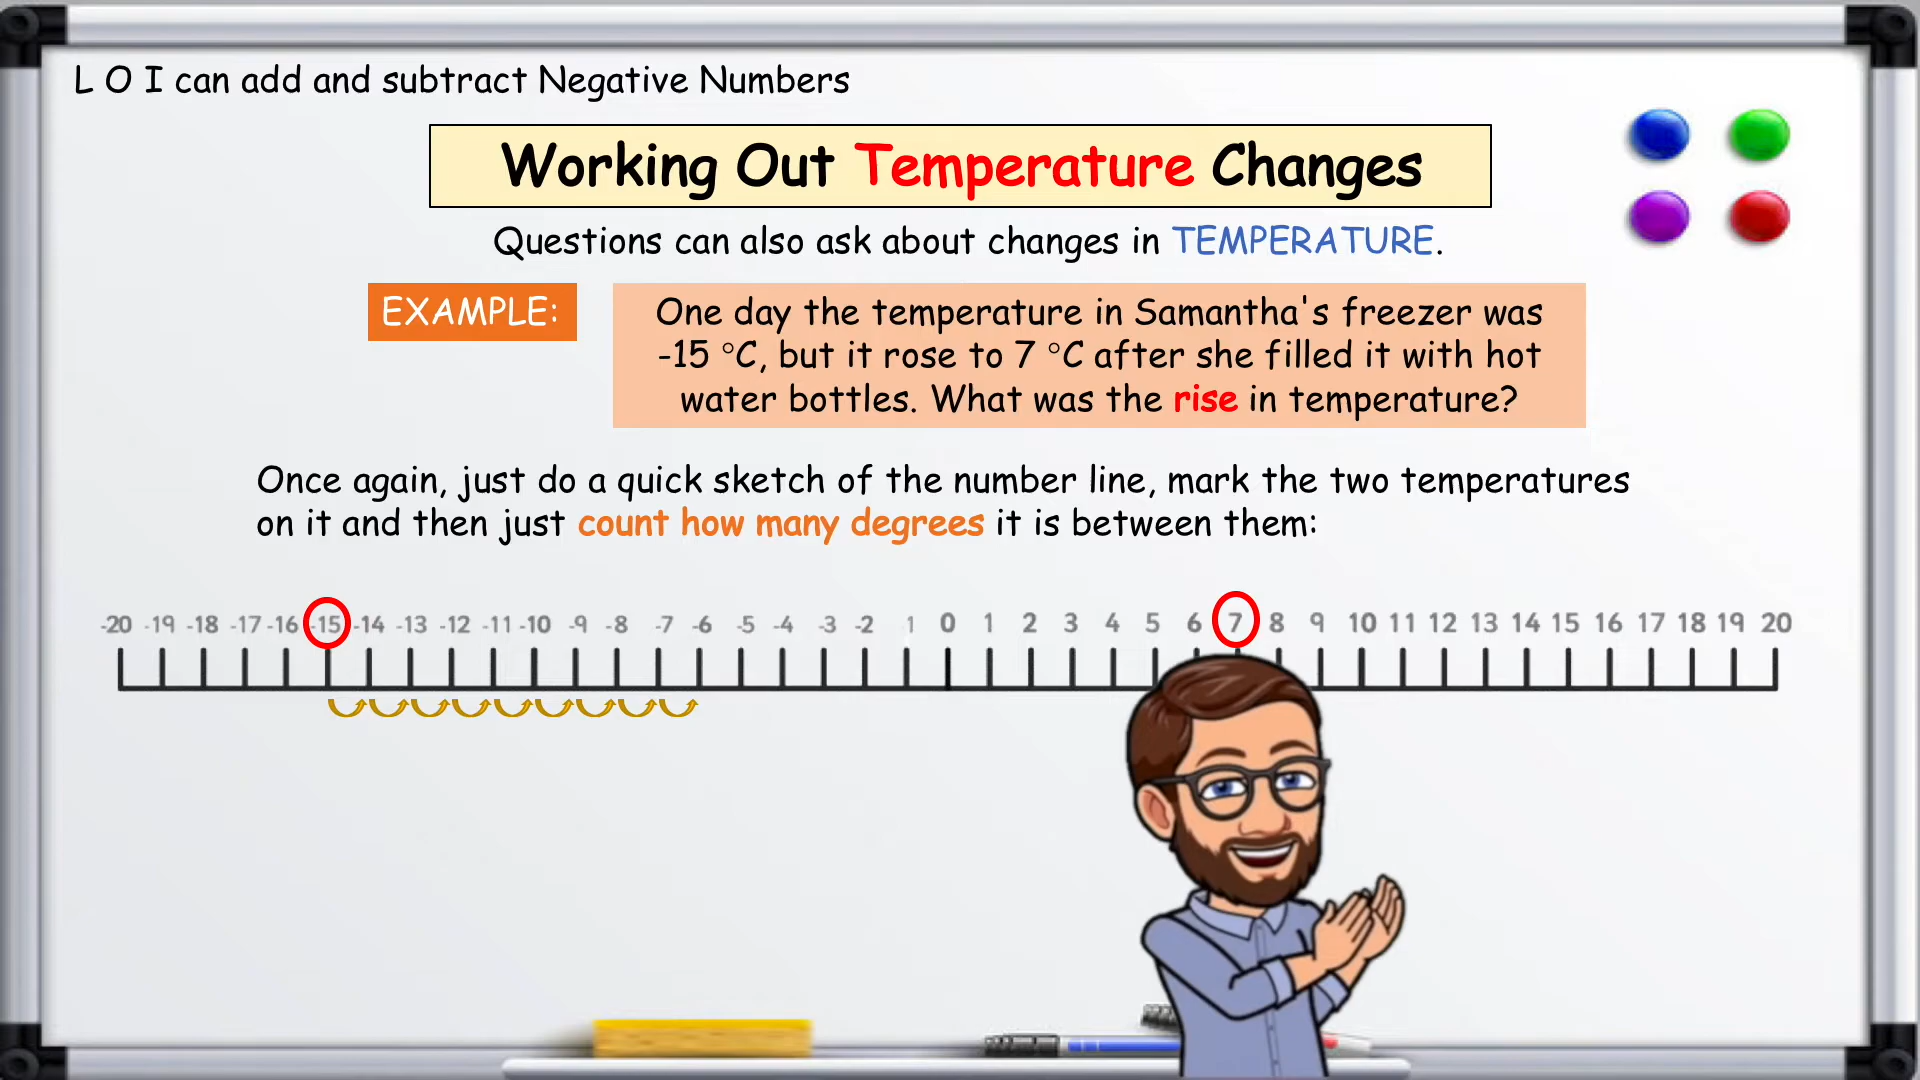 L O I can add and subtract Negative Numbers
Working Out Temperature Changes
Questions can also ask about changes in TEMPERATURE.
EXAMPLE:
One day the temperature in Samantha's freezer was
-15 °C, but it rose to 7 °C after she filled it with hot
water bottles. What was the rise in temperature?
Once again, just do a quick sketch of the number line, mark the two temperatures
on it and then just count how many degrees it is between them:
-20 -19 -18 -17 -16 -15 -14 -13 -12 -11 -10 -9 -8 -7 -6 -5 -4 -3 -2 1 0 1 2 3 4 5 6 7 8 9 10 11 12 13 14 15 16 17 18 19 20